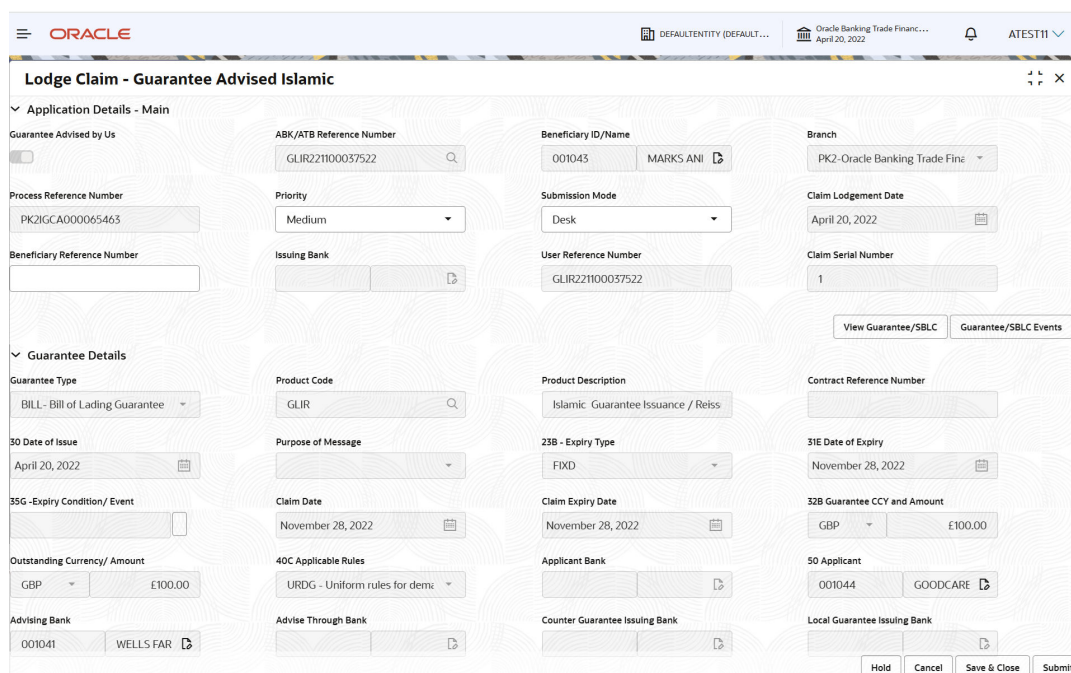 ORACLE
DEFAULTENTITY (DEFAULT...
Oracle Banking Trade Financ...
April 20, 2022
ATEST11
Lodge Claim - Guarantee Advised Islamic
Application Details - Main
Guarantee Advised by Us
ABK/ATB Reference Number
Beneficiary ID/Name
Branch
GLIR221100037522
001043
MARKS ANI
PK2-Oracle Banking Trade Fina
Process Reference Number
Priority
Submission Mode
Claim Lodgement Date
PK2IGCA000065463
Medium
Desk
April 20, 2022
Beneficiary Reference Number
Issuing Bank
User Reference Number
Claim Serial Number
GLIR221100037522
1
View Guarantee/SBLC
Guarantee/SBLC Events
Guarantee Details
Guarantee Type
Product Code
Product Description
Contract Reference Number
BILL- Bill of Lading Guarantee
GLIR
Islamic Guarantee Issuance / Reiss
30 Date of Issue
Purpose of Message
23B - Expiry Type
31E Date of Expiry
April 20, 2022
FIXD
November 28, 2022
35G -Expiry Condition/ Event
Claim Date
Claim Expiry Date
32B Guarantee CCY and Amount
November 28, 2022
November 28, 2022
GBP
£100.00
Outstanding Currency/ Amount
40C Applicable Rules
Applicant Bank
50 Applicant
GBP
£100.00
URDG - Uniform rules for dema
001044
GOODCARE
Advising Bank
Advise Through Bank
Counter Guarantee Issuing Bank
Local Guarantee Issuing Bank
001041
WELLS FAR
Hold
Cancel
Save & Close
Submit